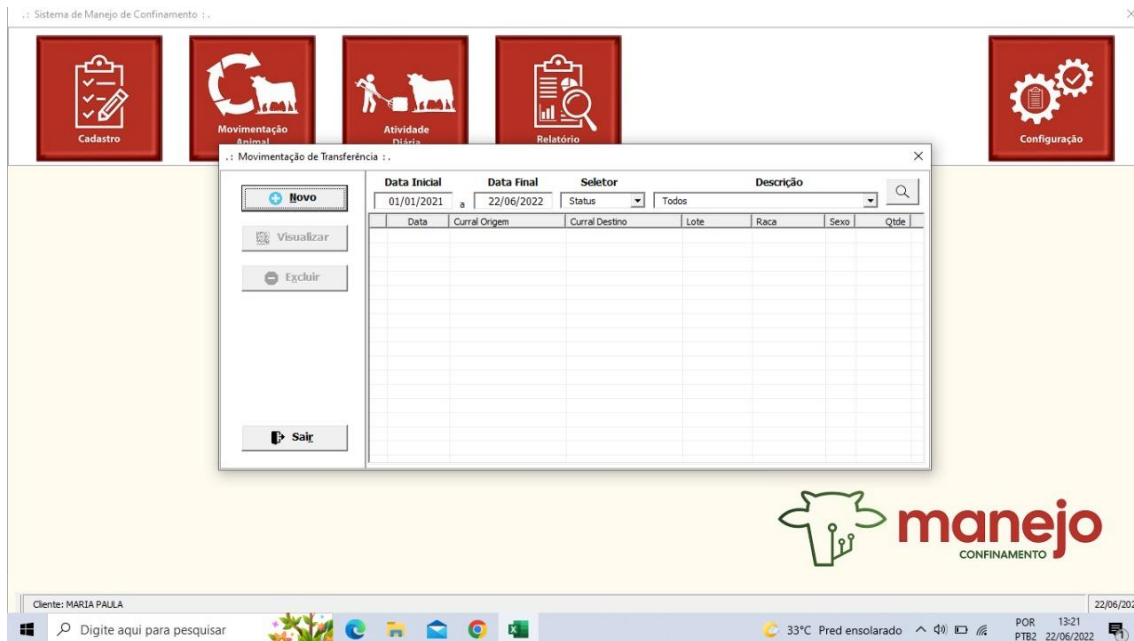 .: Sistema de Manejo de Confinamento :.
Cadastro
Movimentação
Animal
Atividade
Diária
Relatório
Configuração
.: Movimentação de Transferência :.
Novo
Visualizar
Excluir
Sair
Data Inicial Data Final Seletor Descrição
01/01/2021 a 22/06/2022 Status Todos
Data Curral Origem Curral Destino Lote Raca Sexo Qtde
manejo
CONFINAMENTO
Cliente: MARIA PAULA 22/06/202
Digite aqui para pesquisar
33°C Pred ensolarado
POR 13:21
PTB2 22/06/2022